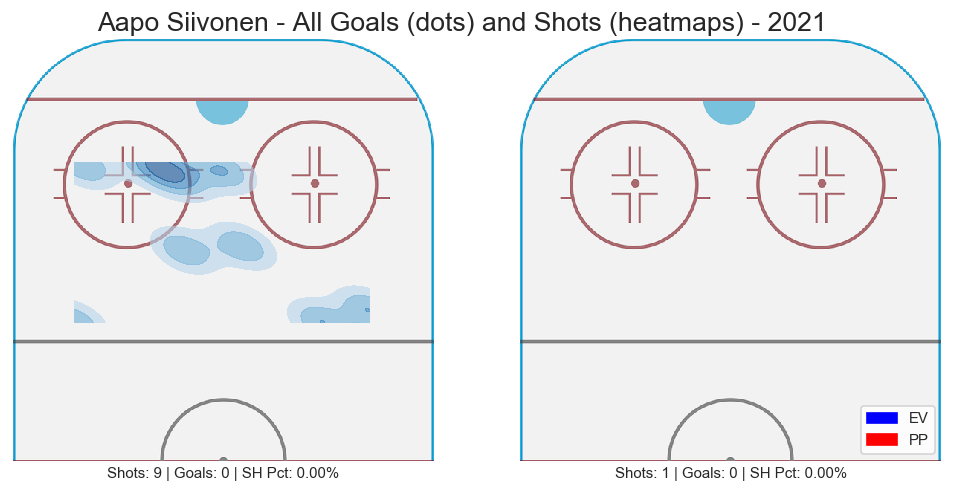 Aapo Siivonen - All Goals (dots) and Shots (heatmaps) - 2021
EV
PP
Shots: 9 | Goals: 0 | SH Pct: 0.00%
Shots: 1 | Goals: 0 | SH Pct: 0.00%